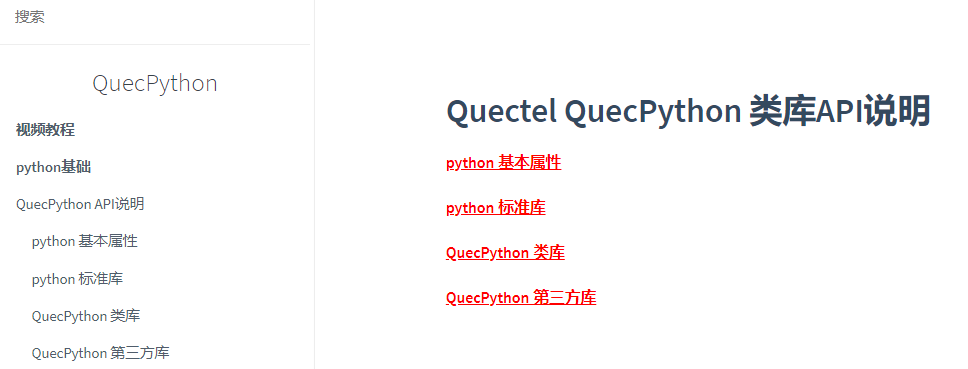 搜索
QuecPython
视频教程
python基础
QuecPython API说明
python 基本属性
python 标准库
QuecPython 类库
QuecPython 第三方库
Quectel QuecPython 类库API说明
python 基本属性
python 标准库
QuecPython 类库
QuecPython 第三方库